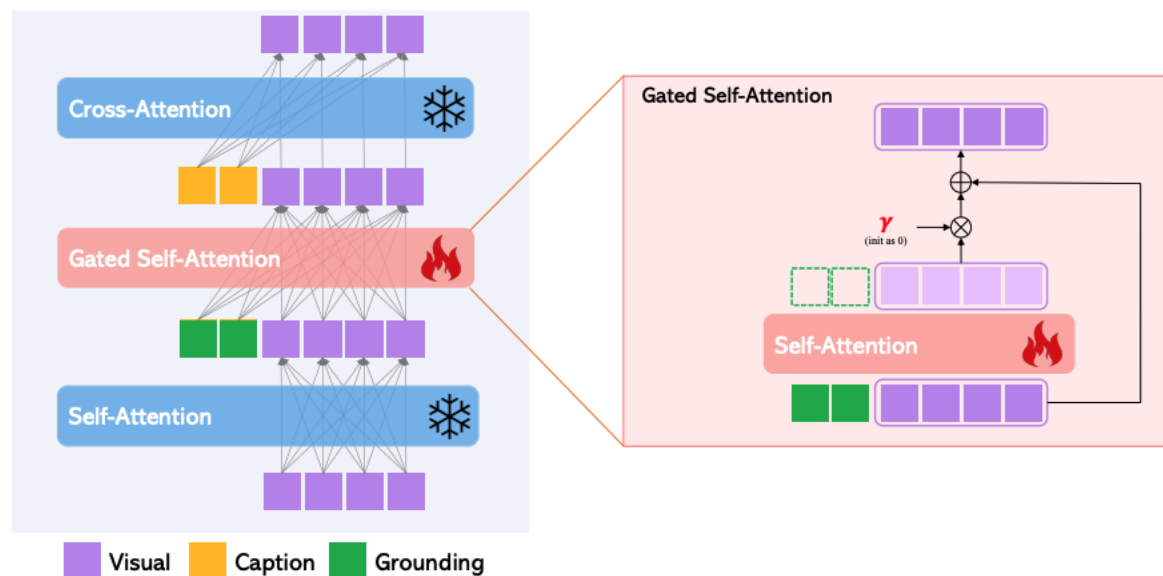 Cross-Attention
Gated Self-Attention
Self-Attention
Visual
Caption
Grounding
Gated Self-Attention
γ
(init as 0)
Self-Attention